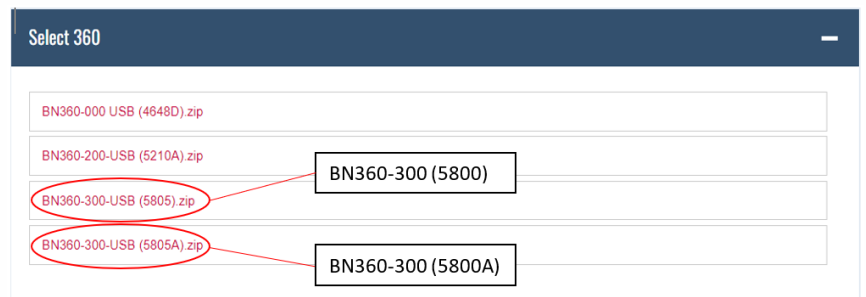 Select 360
BN360-000 USB (4648D).zip
BN360-200-USB (5210A).zip
BN360-300 (5800)
BN360-300-USB (5805).zip
BN360-300-USB (5805A).zip
BN360-300 (5800A)